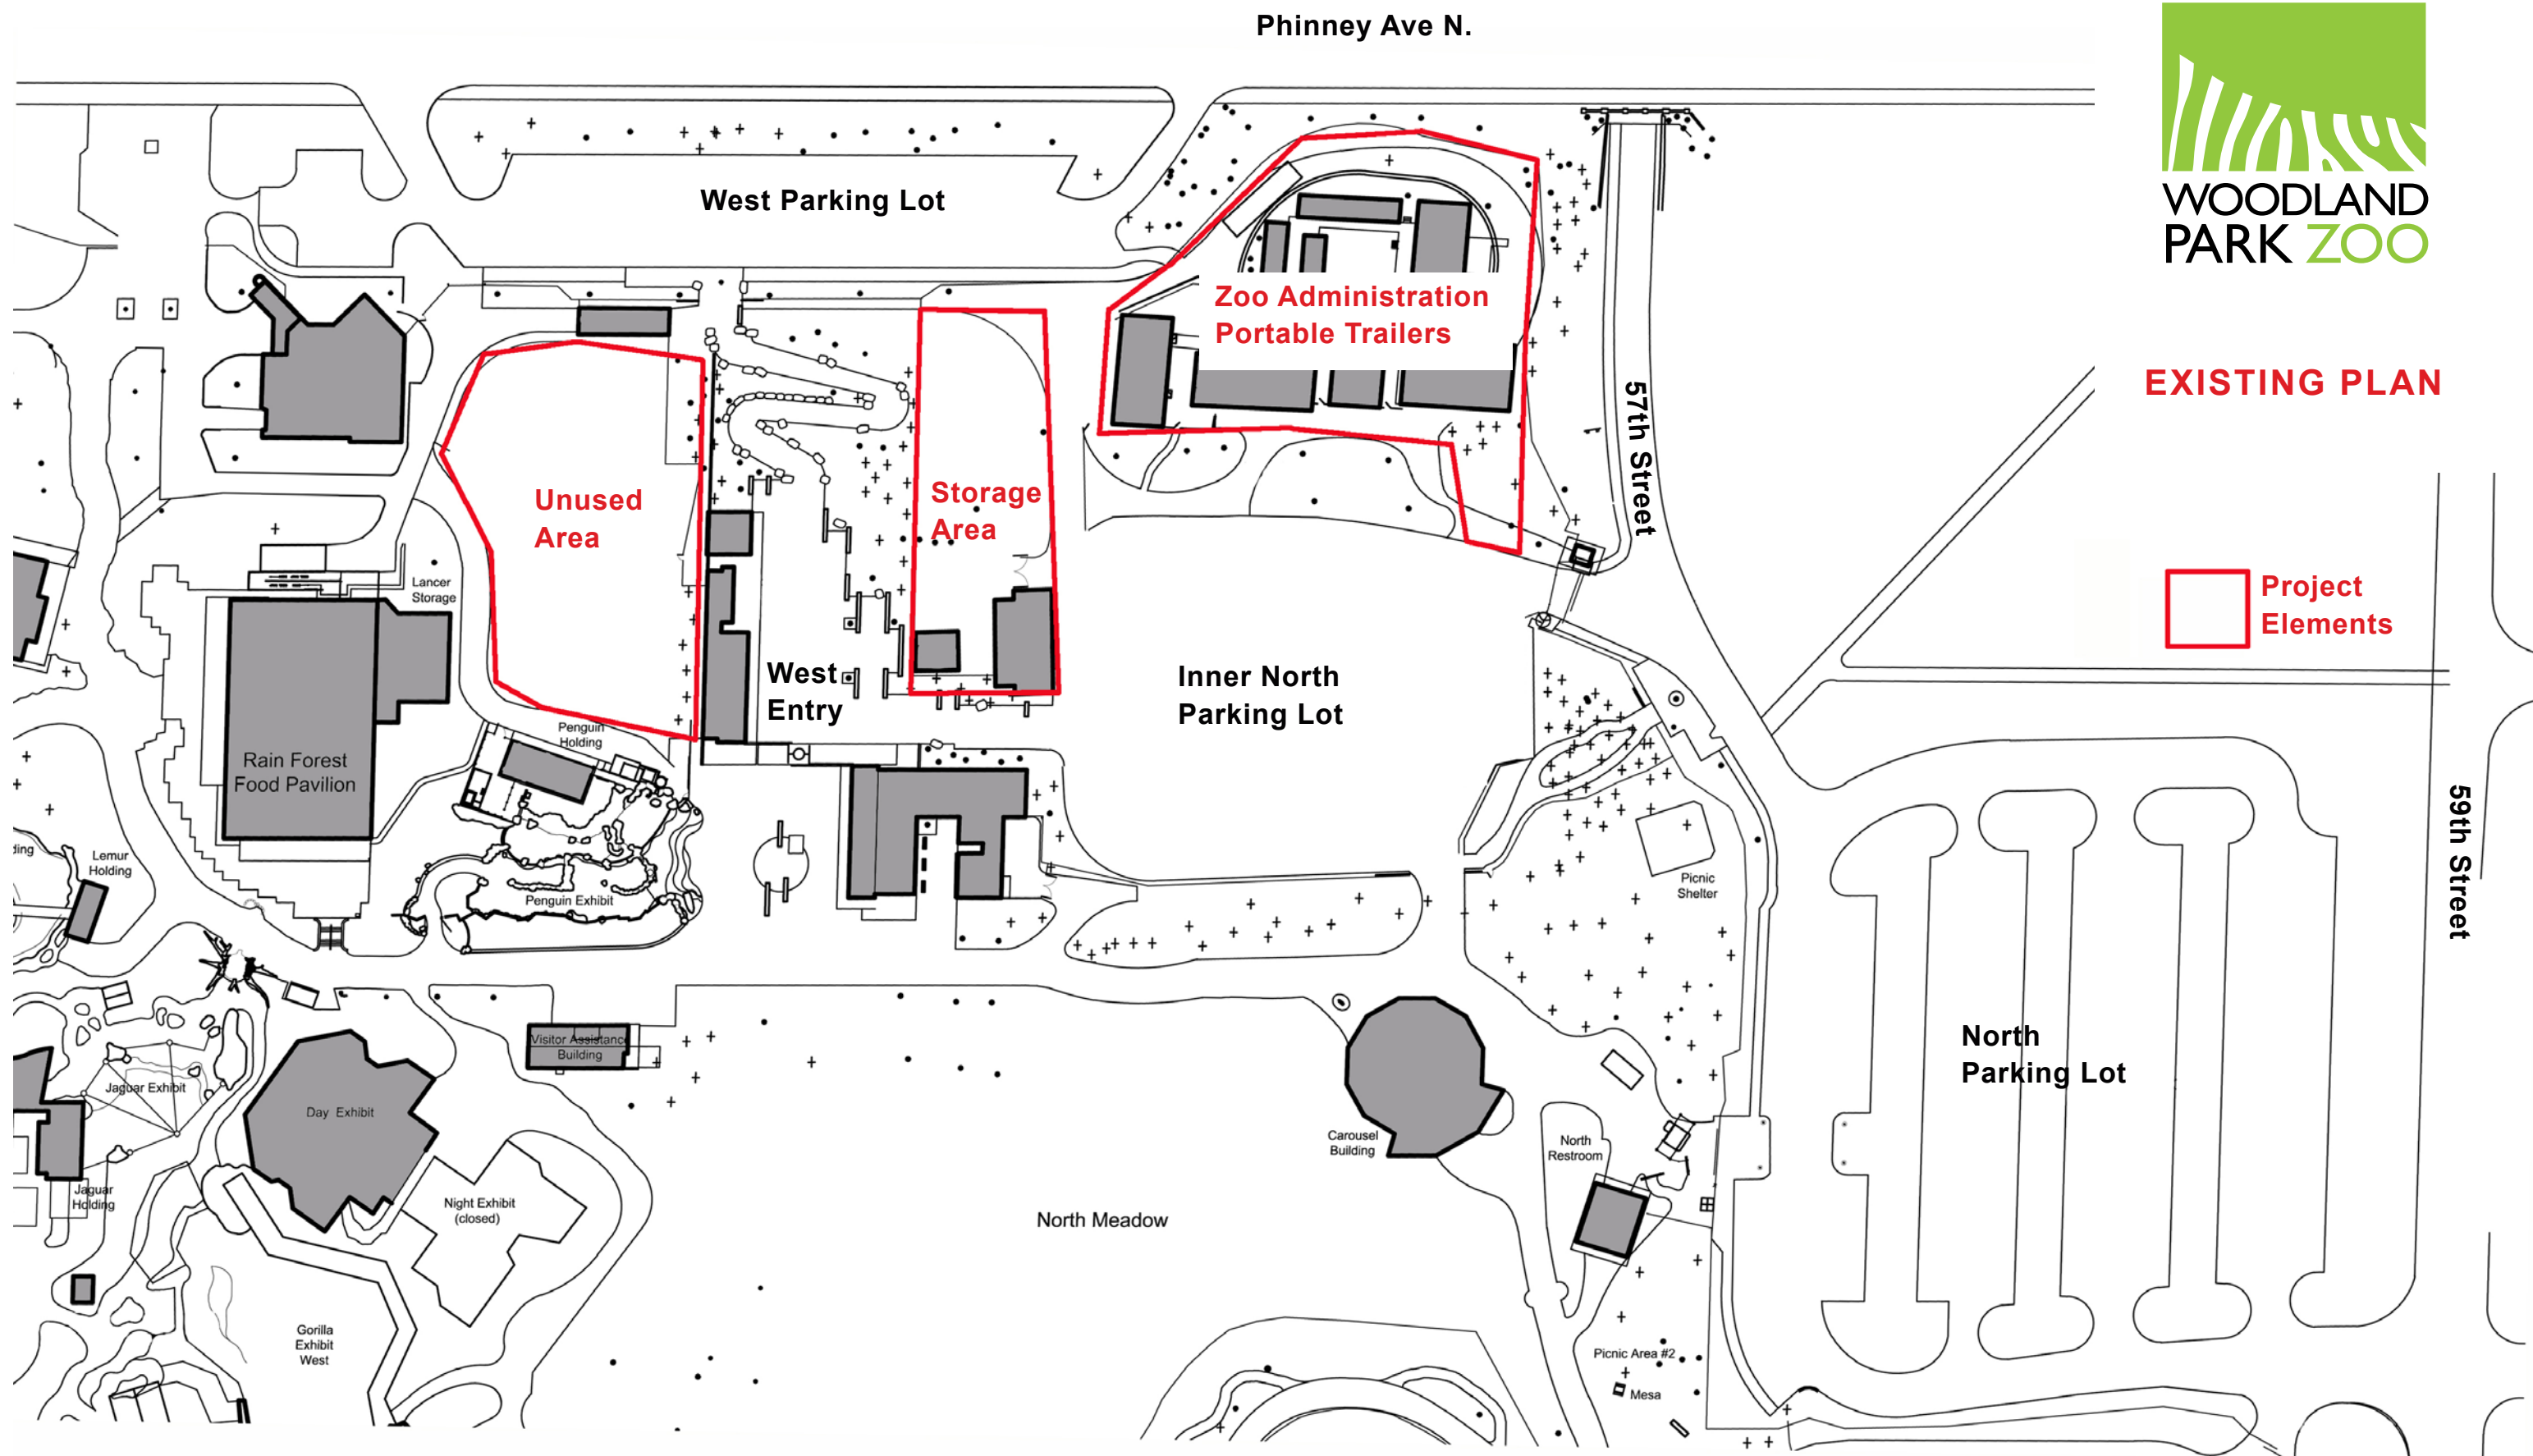 Phinney Ave N.
WOODLAND
PARK ZOO
West Parking Lot
Zoo Administration
Portable Trailers
EXISTING PLAN
57th Street
Unused
Area
Storage
Area
Lancer
Storage
Project
Elements
West
Entry
Inner North
Parking Lot
Penguin
Holding
Rain Forest
Food Pavilion
59th Street
ding
Lemur
Holding
Penguin Exhibit
Picnic
Shelter
Visitor Assistance
Building
North
Parking Lot
Jaguar Exhibit
Day Exhibit
Carousel
Building
North
Restroom
Jaguar
Holding
Night Exhibit
(closed)
North Meadow
Gorilla
Exhibit
West
Picnic Area #2
Mesa